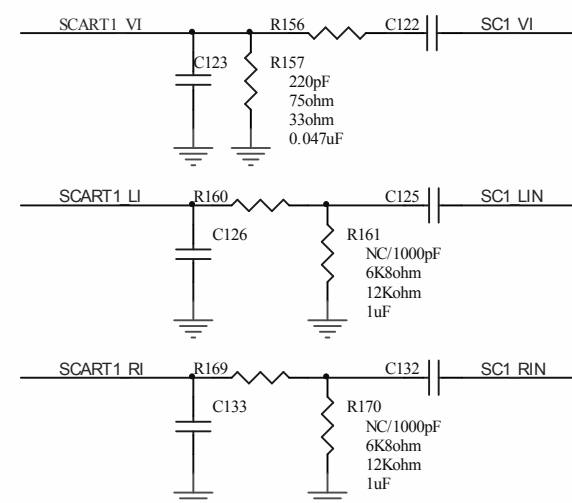 SCART1_VI R156 C122 SC1_VI
C123 R157
220pF
75ohm
33ohm
0.047uF
SCART1_LI R160 C125 SC1_LIN
C126 R161
NC/1000pF
6K8ohm
12Kohm
1uF
SCART1_RI R169 C132 SC1_RIN
C133 R170
NC/1000pF
6K8ohm
12Kohm
1uF